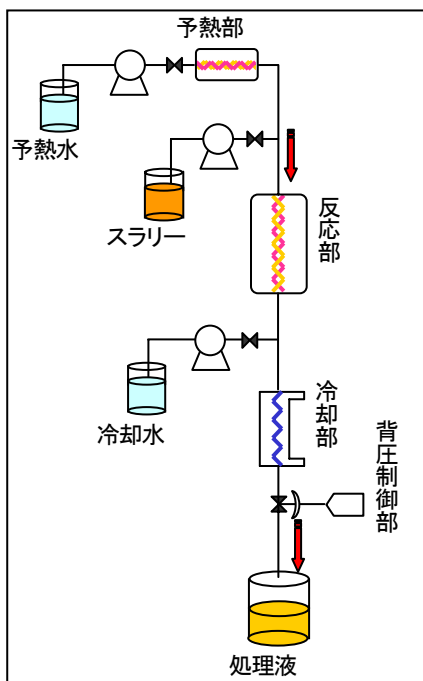 予熱部
予熱水
スラリー
反応部
冷却水
冷却部
背圧制御部
処理液